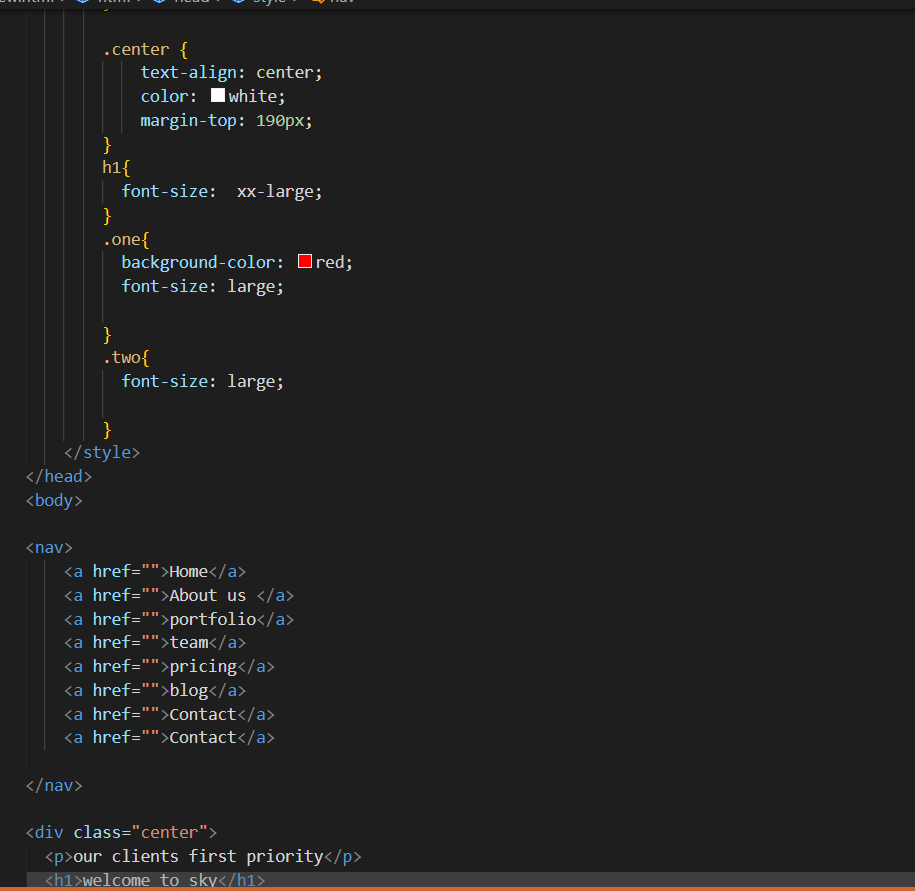 .center {
text-align: center;
color: white;
margin-top: 190px;
}
h1{
font-size:  xx-large;
}
.one{
background-color: red;
font-size: large;
}
.two{
font-size: large;
}
</style>
</head>
<body>
<nav>
<a href="">Home</a>
<a href="">About us </a>
<a href="">portfolio</a>
<a href="">team</a>
<a href="">pricing</a>
<a href="">blog</a>
<a href="">Contact</a>
<a href="">Contact</a>
</nav>
<div class="center">
<p>our clients first priority</p>
<h1>welcome to sky</h1>